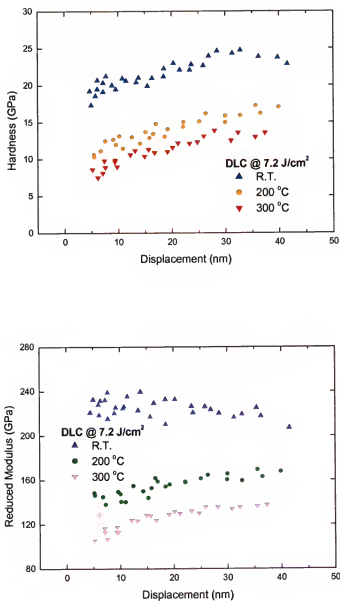 30
25
20
15
10
5
0
Hardness (GPa)
DLC @ 7.2 J/cm²
R.T.
200 °C
300 °C
0 10 20 30 40 50
Displacement (nm)
280
240
200
160
120
80
Reduced Modulus (GPa)
DLC @ 7.2 J/cm²
R.T.
200 °C
300 °C
0 10 20 30 40 50
Displacement (nm)